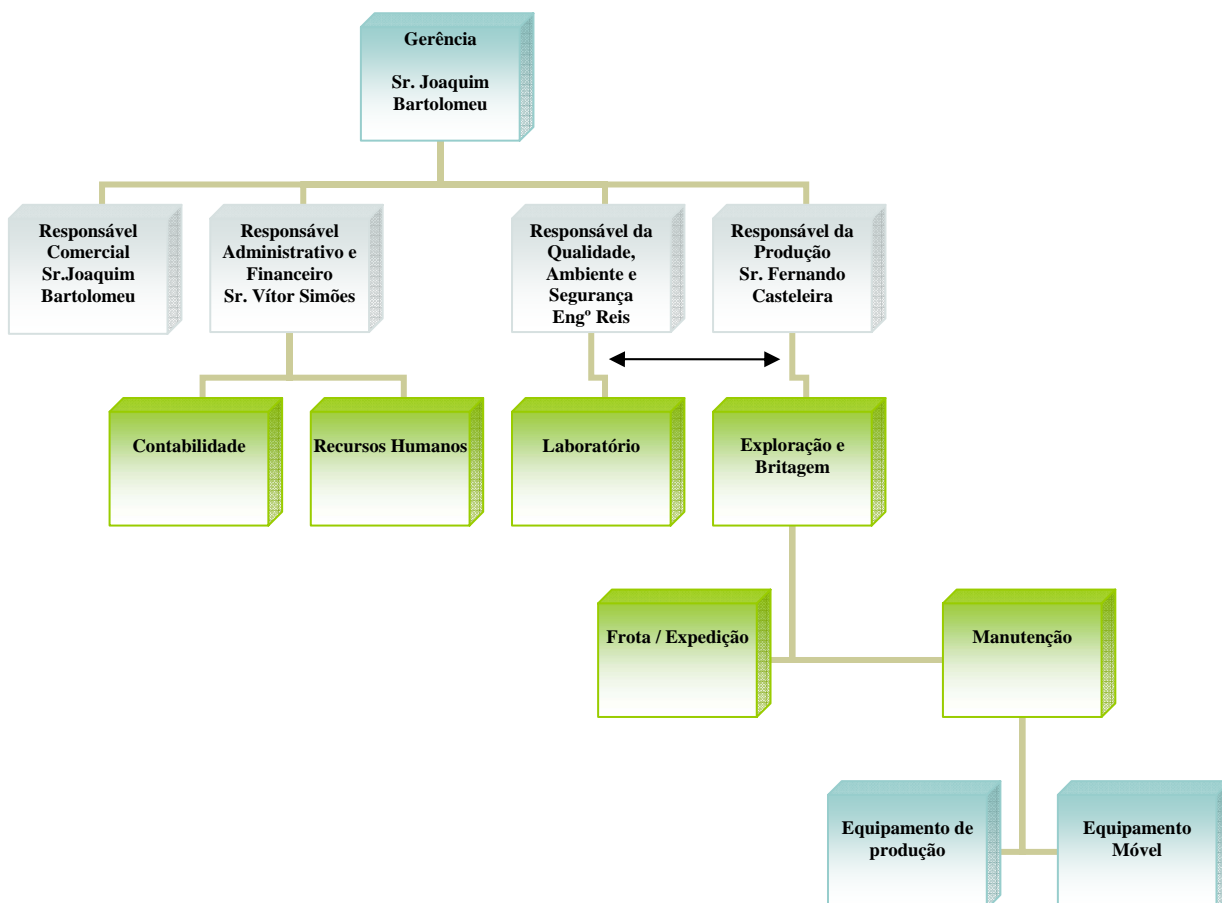 Gerência
Sr. Joaquim
Bartolomeu
Responsável
Comercial
Sr.Joaquim
Bartolomeu
Responsável
Administrativo e
Financeiro
Sr. Vítor Simões
Responsável da
Qualidade,
Ambiente e
Segurança
Engº Reis
Responsável da
Produção
Sr. Fernando
Casteleira
Contabilidade
Recursos Humanos
Laboratório
Exploração e
Britagem
Frota / Expedição
Manutenção
Equipamento de
produção
Equipamento
Móvel